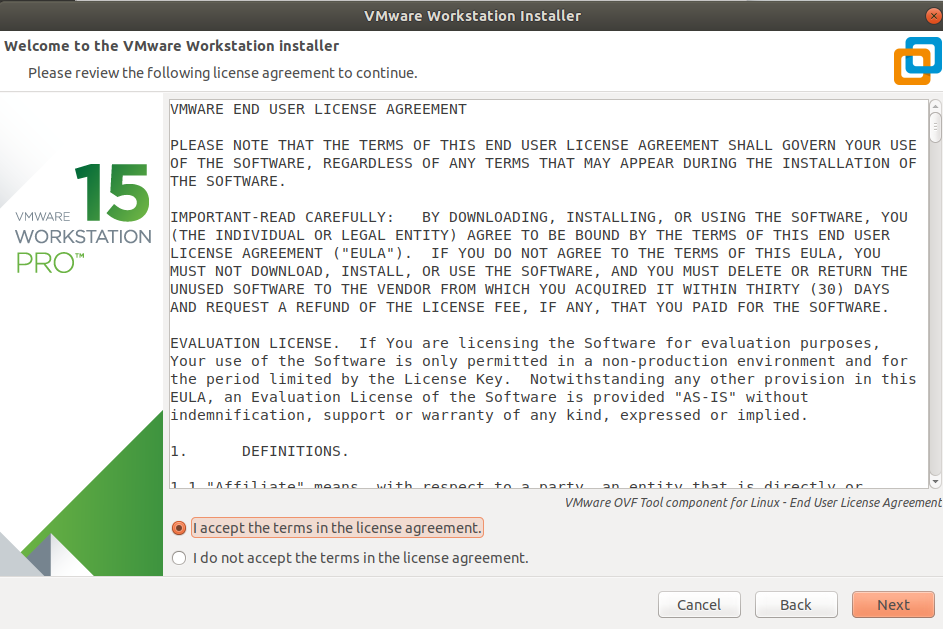 VMware Workstation Installer
Welcome to the VMware Workstation installer
Please review the following license agreement to continue.
15
VMWARE
WORKSTATION
PRO™
VMWARE END USER LICENSE AGREEMENT
PLEASE NOTE THAT THE TERMS OF THIS END USER LICENSE AGREEMENT SHALL GOVERN YOUR USE
OF THE SOFTWARE, REGARDLESS OF ANY TERMS THAT MAY APPEAR DURING THE INSTALLATION OF
THE SOFTWARE.
IMPORTANT-READ CAREFULLY:   BY DOWNLOADING, INSTALLING, OR USING THE SOFTWARE, YOU
(THE INDIVIDUAL OR LEGAL ENTITY) AGREE TO BE BOUND BY THE TERMS OF THIS END USER
LICENSE AGREEMENT ("EULA").  IF YOU DO NOT AGREE TO THE TERMS OF THIS EULA, YOU
MUST NOT DOWNLOAD, INSTALL, OR USE THE SOFTWARE, AND YOU MUST DELETE OR RETURN THE
UNUSED SOFTWARE TO THE VENDOR FROM WHICH YOU ACQUIRED IT WITHIN THIRTY (30) DAYS
AND REQUEST A REFUND OF THE LICENSE FEE, IF ANY, THAT YOU PAID FOR THE SOFTWARE.
EVALUATION LICENSE.  If You are licensing the Software for evaluation purposes,
Your use of the Software is only permitted in a non-production environment and for
the period limited by the License Key.  Notwithstanding any other provision in this
EULA, an Evaluation License of the Software is provided "AS-IS" without
indemnification, support or warranty of any kind, expressed or implied.
1.      DEFINITIONS.
1.1 "Affiliate" means, with respect to a party, an entity that is directly or
VMware OVF Tool component for Linux - End User License Agreement
I accept the terms in the license agreement.
I do not accept the terms in the license agreement.
Cancel
Back
Next